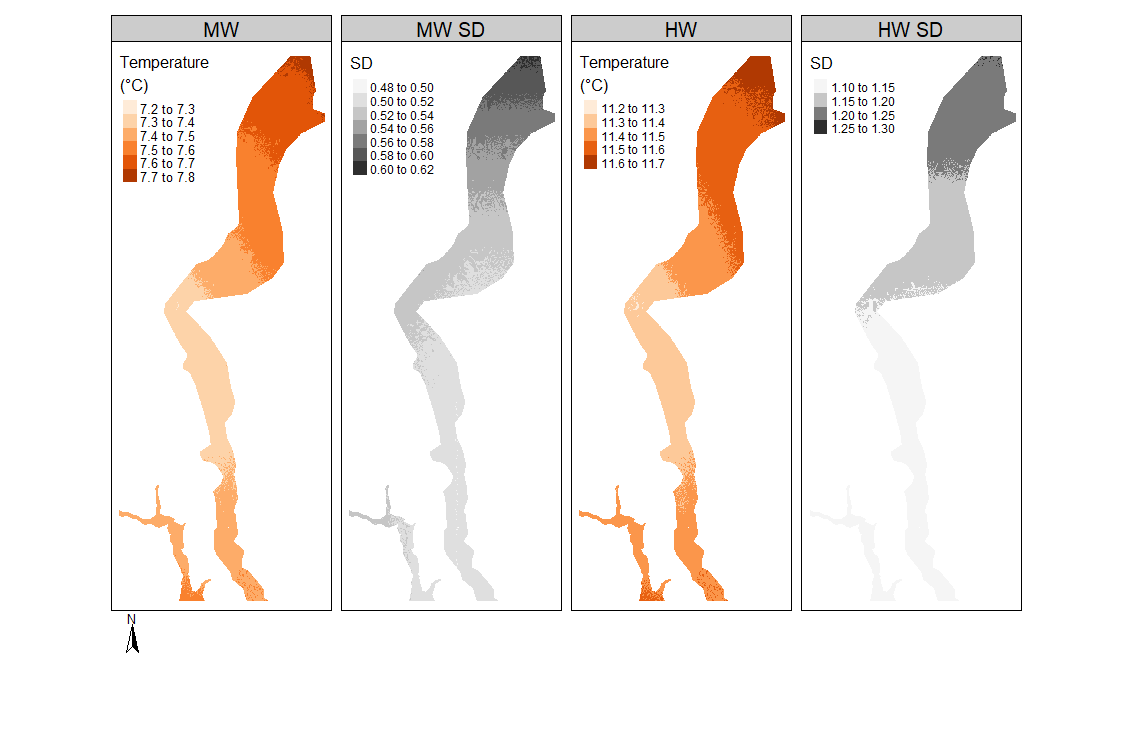 MW
MW SD
HW
HW SD
Temperature
(°C)
7.2 to 7.3
7.3 to 7.4
7.4 to 7.5
7.5 to 7.6
7.6 to 7.7
7.7 to 7.8
SD
0.48 to 0.50
0.50 to 0.52
0.52 to 0.54
0.54 to 0.56
0.56 to 0.58
0.58 to 0.60
0.60 to 0.62
Temperature
(°C)
11.2 to 11.3
11.3 to 11.4
11.4 to 11.5
11.5 to 11.6
11.6 to 11.7
SD
1.10 to 1.15
1.15 to 1.20
1.20 to 1.25
1.25 to 1.30
N